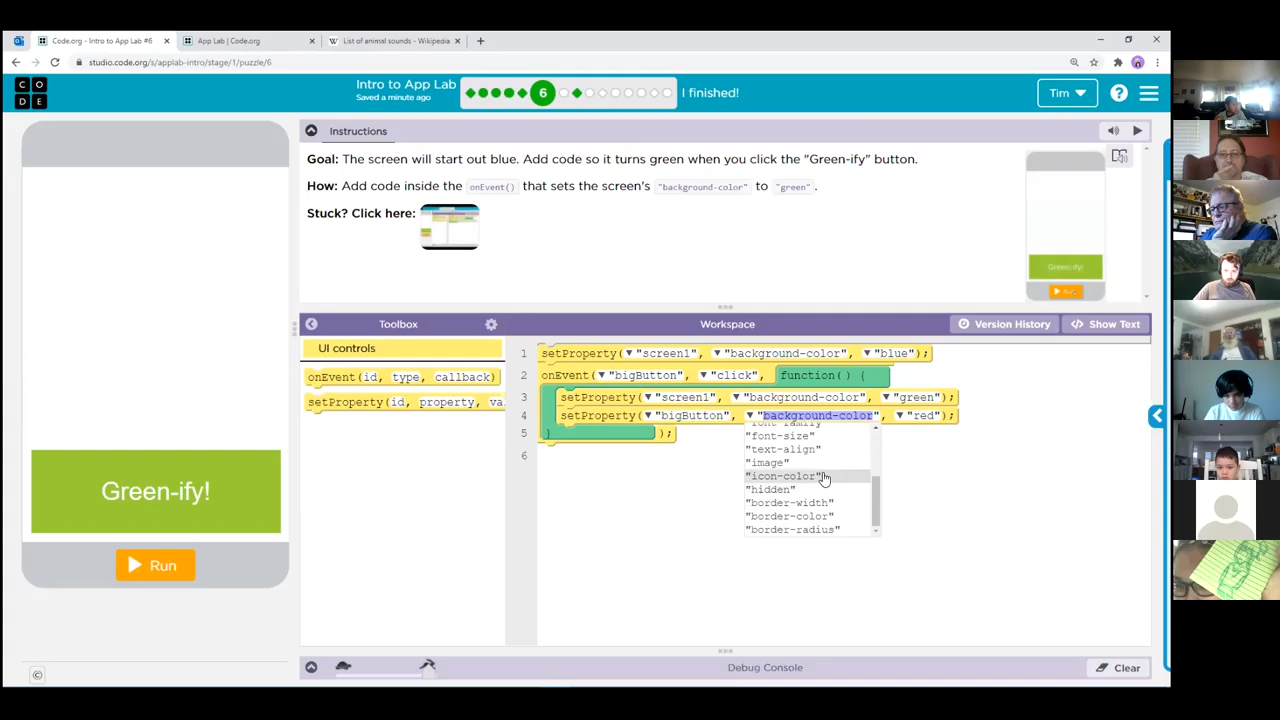 Code.org - Intro to App Lab #6
App Lab | Code.org
List of animal sounds - Wikipedia
studio.code.org/s/applab-intro/stage/1/puzzle/6
C O
D E
Intro to App Lab
Saved a minute ago
6
I finished!
Tim
?
Instructions
Goal: The screen will start out blue. Add code so it turns green when you click the "Green-ify" button.
How: Add code inside the onEvent() that sets the screen's "background-color" to "green".
Stuck? Click here:
Green-ify!
Run
Toolbox
Workspace
Version History
Show Text
UI controls
onEvent(id, type, callback)
setProperty(id, property, va
1 setProperty("screen1", "background-color", "blue");
2 onEvent("bigButton", "click", function() {
3 setProperty("screen1", "background-color", "green");
4 setProperty("bigButton", "background-color", "red");
5 } );
6
"font-family"
"font-size"
"text-align"
"image"
"icon-color"
"hidden"
"border-width"
"border-color"
"border-radius"
Green-ify!
Run
Debug Console
Clear